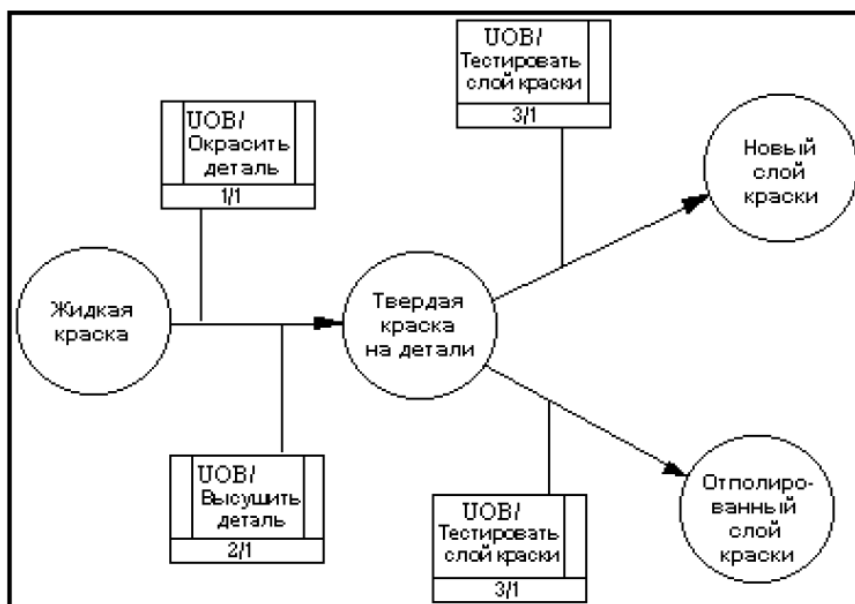 UOB/
Тестировать
слой краски
3/1
UOB/
Окрасить
деталь
1/1
Новый
слой
краски
Жидкая
краска
Твердая
краска
на детали
UOB/
Высушить
деталь
2/1
UOB/
Тестировать
слой краски
3/1
Отполиро-
ванный
слой
краски